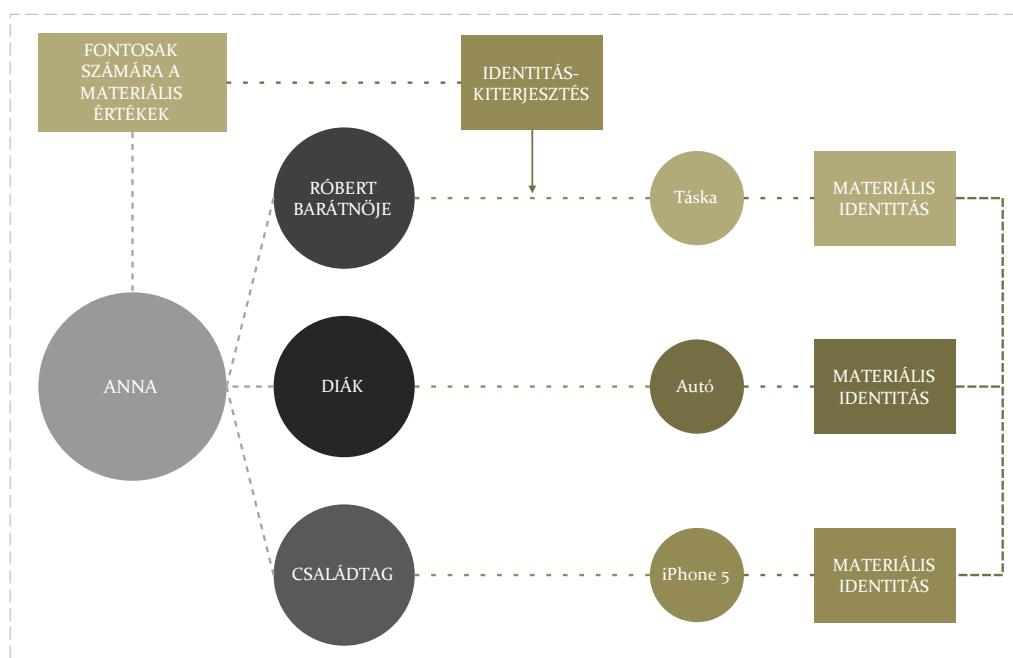 FONTOSAK
SZÁMÁRA A
MATERIÁLIS
ÉRTÉKEK
IDENTITÁS-
KITERJESZTÉS
RÓBERT
BARÁTNÖJE
Táska
MATERIÁLIS
IDENTITÁS
ANNA
DIÁK
Autó
MATERIÁLIS
IDENTITÁS
CSALÁDTAG
iPhone 5
MATERIÁLIS
IDENTITÁS